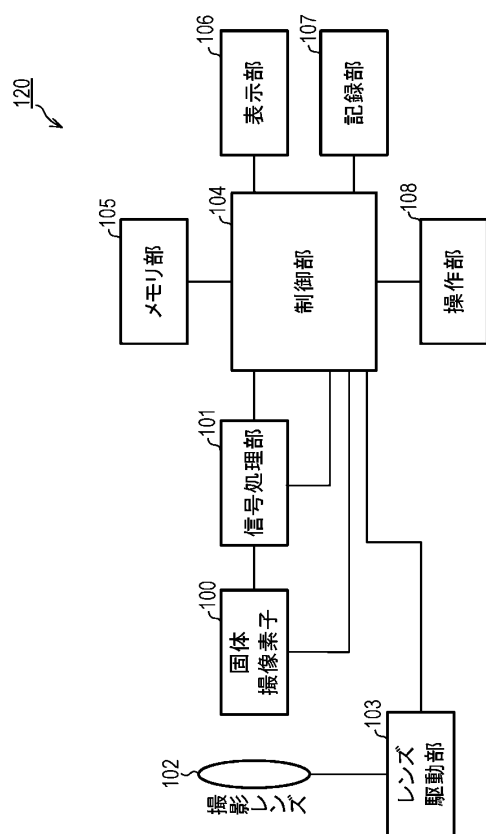 120
102
撮影レンズ
103
レンズ
駆動部
100
固体
撮像素子
101
信号処理部
105
メモリ部
104
制御部
106
表示部
107
記録部
108
操作部